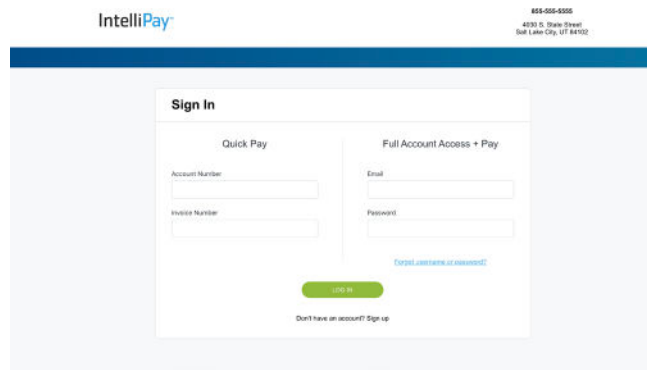 IntelliPay
855-555-5555
4030 S. State Street
Salt Lake City, UT 84102
Sign In
Quick Pay
Full Account Access + Pay
Account Number
Email
Invoice Number
Password
Forgot username or password?
LOG IN
Don't have an account? Sign up